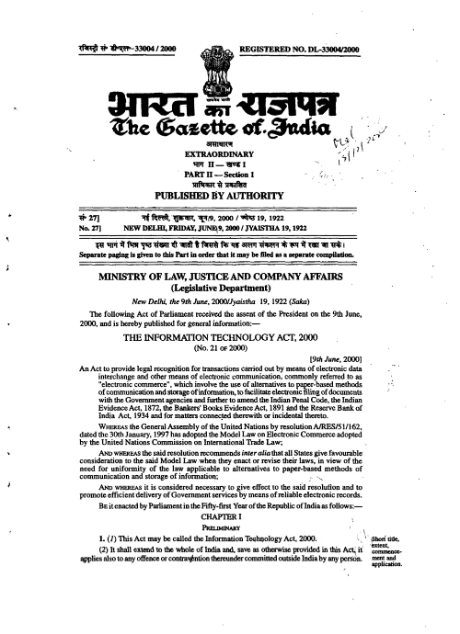 रजिस्ट्री सं० डी०एल०-33004 / 2000
REGISTERED NO. DL-33004/2000
भारत का राजपत्र
The Gazette of India
असाधारण
EXTRAORDINARY
भाग II — खण्ड 1
PART II — Section 1
प्राधिकार से प्रकाशित
PUBLISHED BY AUTHORITY
सं० 27] नई दिल्ली, शुक्रवार, जून 9, 2000 / ज्येष्ठ 19, 1922
No. 27] NEW DELHI, FRIDAY, JUNE 9, 2000 / JYAISTHA 19, 1922
इस भाग में भिन्न पृष्ठ संख्या दी जाती है जिससे कि यह अलग संकलन के रूप में रखा जा सके।
Separate paging is given to this Part in order that it may be filed as a separate compilation.
MINISTRY OF LAW, JUSTICE AND COMPANY AFFAIRS
(Legislative Department)
New Delhi, the 9th June, 2000/Jyaistha 19, 1922 (Saka)
The following Act of Parliament received the assent of the President on the 9th June,
2000, and is hereby published for general information:—
THE INFORMATION TECHNOLOGY ACT, 2000
(No. 21 OF 2000)
[9th June, 2000]
An Act to provide legal recognition for transactions carried out by means of electronic data
interchange and other means of electronic communication, commonly referred to as
"electronic commerce", which involve the use of alternatives to paper-based methods
of communication and storage of information, to facilitate electronic filing of documents
with the Government agencies and further to amend the Indian Penal Code, the Indian
Evidence Act, 1872, the Bankers' Books Evidence Act, 1891 and the Reserve Bank of
India Act, 1934 and for matters connected therewith or incidental thereto.
WHEREAS the General Assembly of the United Nations by resolution A/RES/51/162,
dated the 30th January, 1997 has adopted the Model Law on Electronic Commerce adopted
by the United Nations Commission on International Trade Law;
AND WHEREAS the said resolution recommends inter alia that all States give favourable
consideration to the said Model Law when they enact or revise their laws, in view of the
need for uniformity of the law applicable to alternatives to paper-based methods of
communication and storage of information;
AND WHEREAS it is considered necessary to give effect to the said resolution and to
promote efficient delivery of Government services by means of reliable electronic records.
BE it enacted by Parliament in the Fifty-first Year of the Republic of India as follows:—
CHAPTER I
PRELIMINARY
1. (1) This Act may be called the Information Technology Act, 2000.
(2) It shall extend to the whole of India and, save as otherwise provided in this Act, it
applies also to any offence or contravention thereunder committed outside India by any person.
Short title,
extent,
commence-
ment and
application.